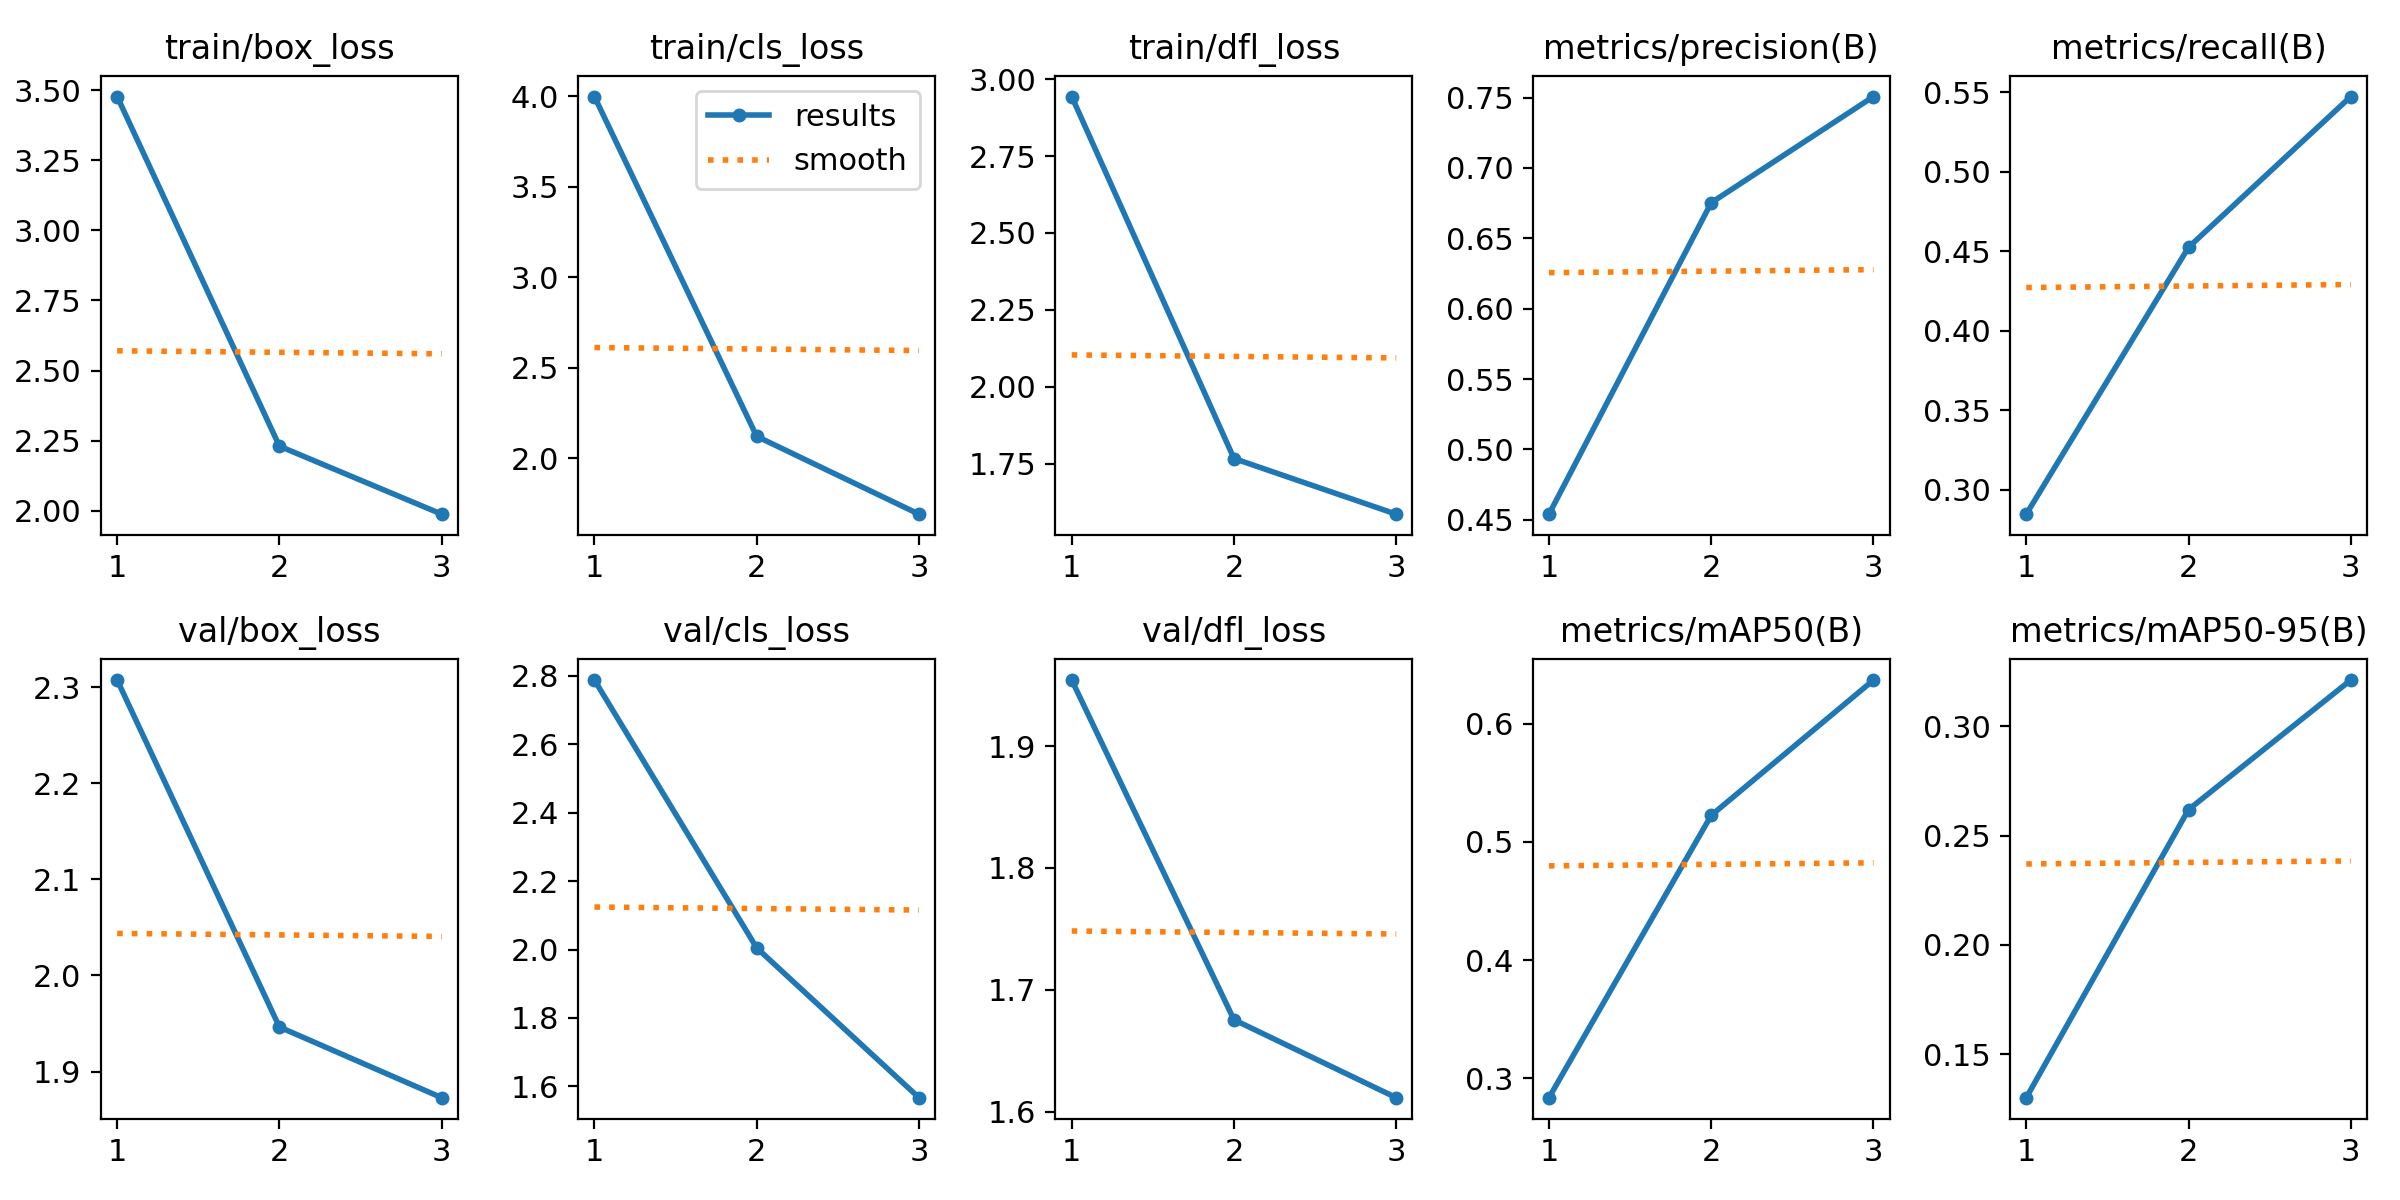 train/box_loss
3.50
3.25
3.00
2.75
2.50
2.25
2.00
1 2 3
train/cls_loss
results
smooth
4.0
3.5
3.0
2.5
2.0
1 2 3
train/dfl_loss
3.00
2.75
2.50
2.25
2.00
1.75
1 2 3
metrics/precision(B)
0.75
0.70
0.65
0.60
0.55
0.50
0.45
1 2 3
metrics/recall(B)
0.55
0.50
0.45
0.40
0.35
0.30
1 2 3
val/box_loss
2.3
2.2
2.1
2.0
1.9
1 2 3
val/cls_loss
2.8
2.6
2.4
2.2
2.0
1.8
1.6
1 2 3
val/dfl_loss
1.9
1.8
1.7
1.6
1 2 3
metrics/mAP50(B)
0.6
0.5
0.4
0.3
1 2 3
metrics/mAP50-95(B)
0.30
0.25
0.20
0.15
1 2 3